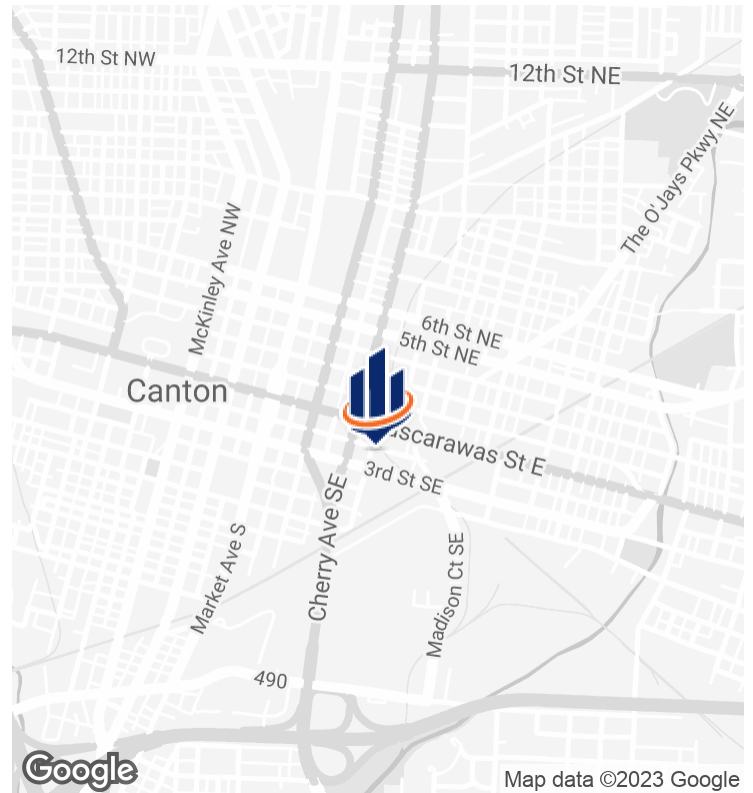 12th St NW
12th St NE
The O'Jays Pkwy NE
McKinley Ave NW
6th St NE
5th St NE
Canton
St E
3rd St SE
Cherry Ave SE
Market Ave S
Madison Ct SE
490
Google
Map data ©2023 Google